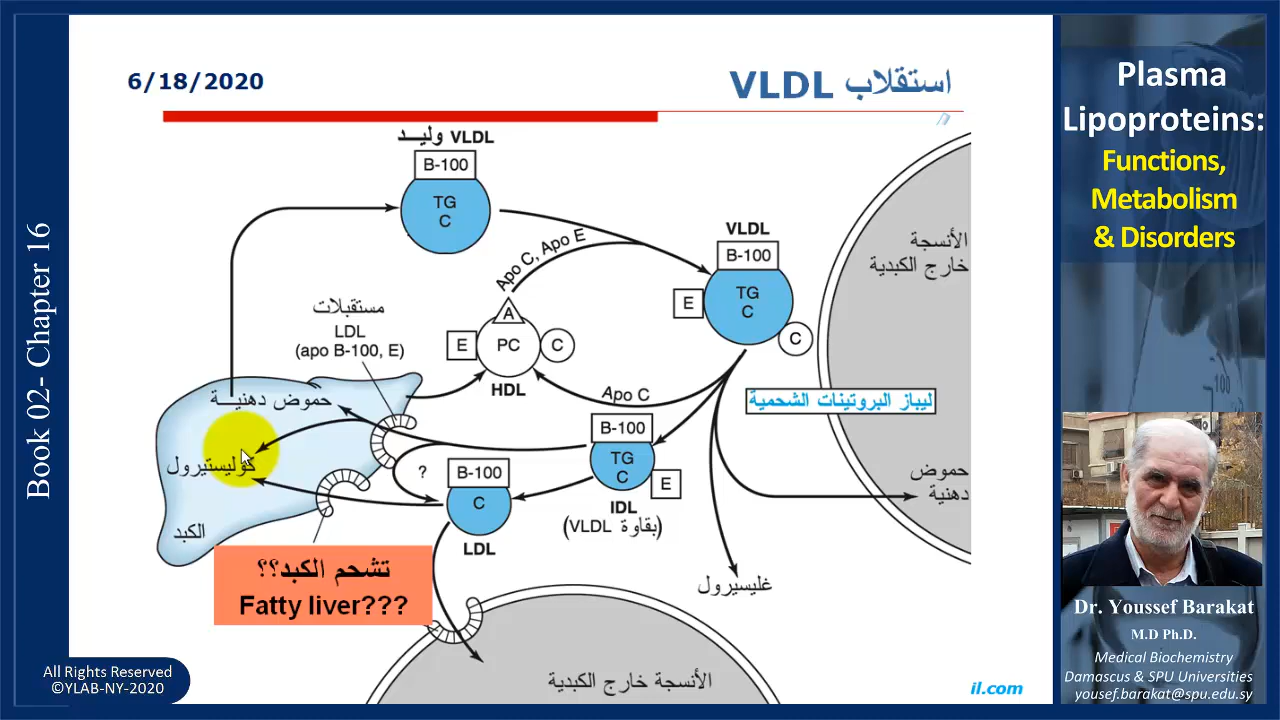 6/18/2020
استقلاب VLDL
وليـــد VLDL
B-100
TG
C
Apo C, Apo E
VLDL
B-100
E
TG
C
C
الأنسجة
خارج الكبدية
مستقبلات
LDL
(apo B-100, E)
A
E
PC
C
HDL
Apo C
ليباز البروتينات الشحمية
حموض دهنيـــة
كوليستيرول
الكبد
B-100
TG
C
E
IDL
(بقاوة VLDL)
?
B-100
C
LDL
حموض
دهنية
غليسيرول
تشحم الكبد؟؟
Fatty liver???
الأنسجة خارج الكبدية
il.com
Book 02- Chapter 16
All Rights Reserved
©YLAB-NY-2020
Plasma
Lipoproteins:
Functions,
Metabolism
& Disorders
100
Dr. Youssef Barakat
M.D Ph.D.
Medical Biochemistry
Damascus & SPU Universities
yousef.barakat@spu.edu.sy